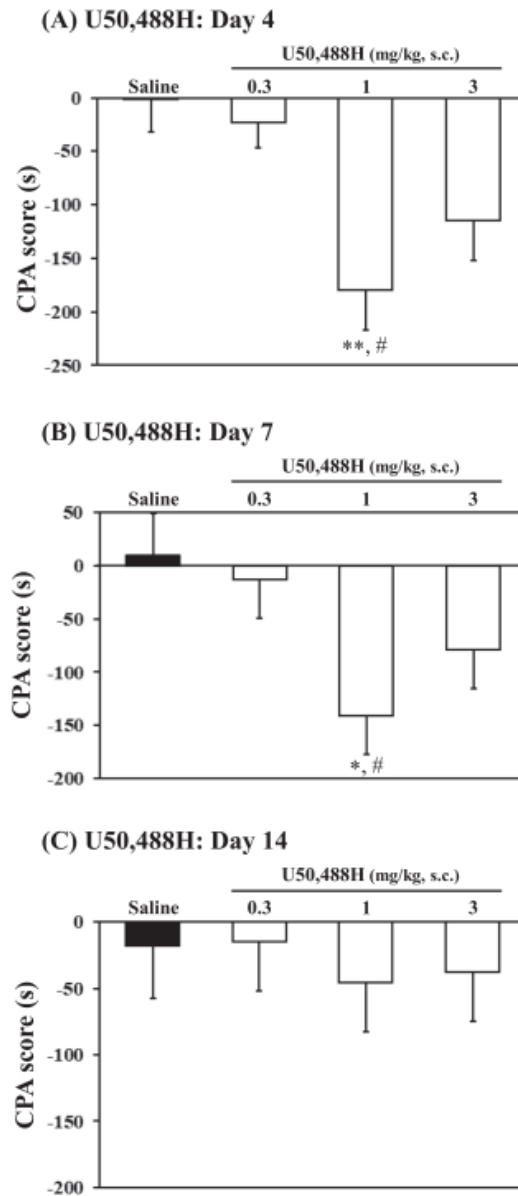 (A) U50,488H: Day 4
U50,488H (mg/kg, s.c.)
Saline 0.3 1 3
0
-50
-100
-150
-200
-250
CPA score (s)
**, #
(B) U50,488H: Day 7
U50,488H (mg/kg, s.c.)
Saline 0.3 1 3
50
0
-50
-100
-150
-200
CPA score (s)
*, #
(C) U50,488H: Day 14
U50,488H (mg/kg, s.c.)
Saline 0.3 1 3
0
-50
-100
-150
-200
CPA score (s)